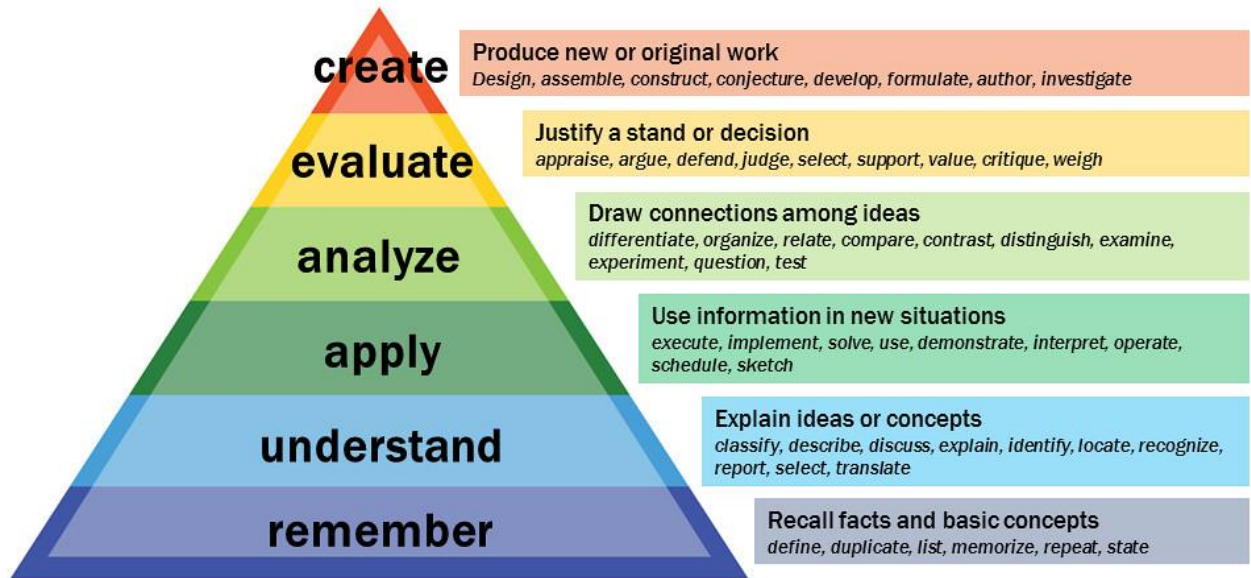 create
Produce new or original work
Design, assemble, construct, conjecture, develop, formulate, author, investigate
evaluate
Justify a stand or decision
appraise, argue, defend, judge, select, support, value, critique, weigh
analyze
Draw connections among ideas
differentiate, organize, relate, compare, contrast, distinguish, examine,
experiment, question, test
apply
Use information in new situations
execute, implement, solve, use, demonstrate, interpret, operate,
schedule, sketch
understand
Explain ideas or concepts
classify, describe, discuss, explain, identify, locate, recognize,
report, select, translate
remember
Recall facts and basic concepts
define, duplicate, list, memorize, repeat, state